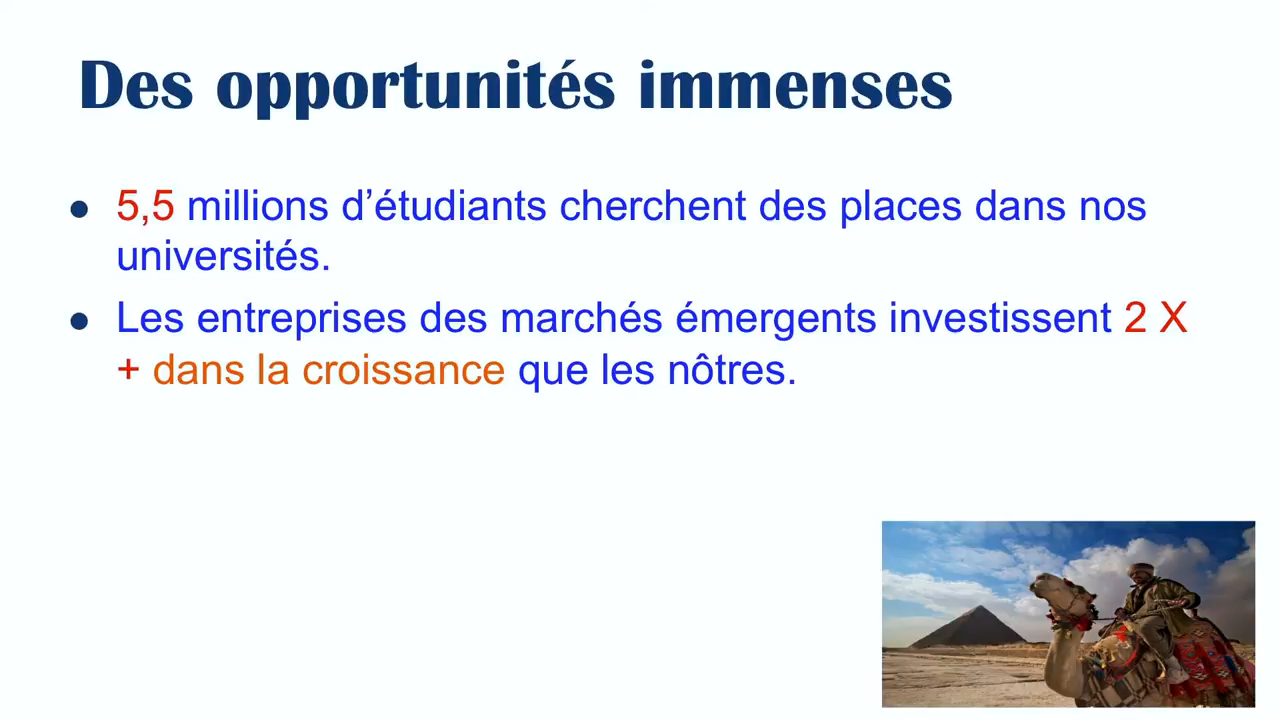 Des opportunités immenses
5,5 millions d’étudiants cherchent des places dans nos
universités.
Les entreprises des marchés émergents investissent 2 X
+ dans la croissance que les nôtres.